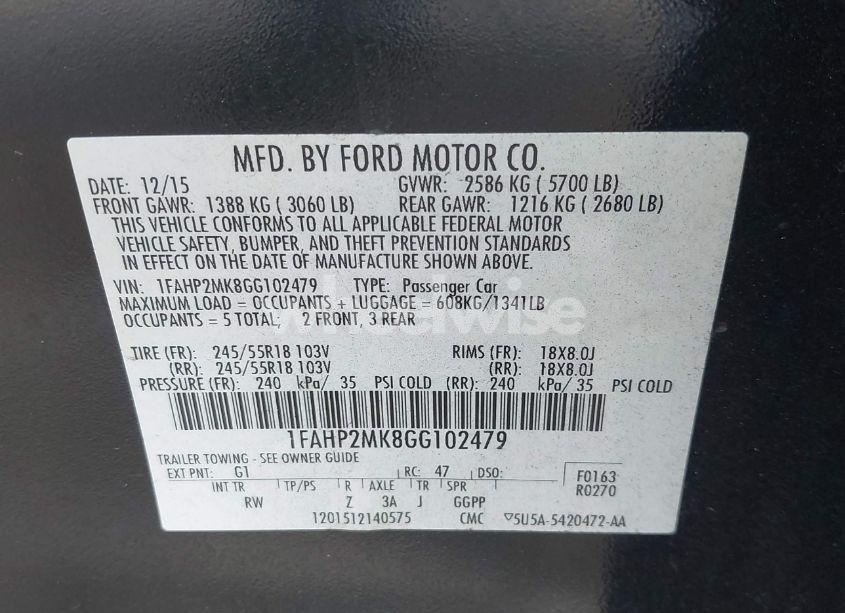 MFD. BY FORD MOTOR CO.
DATE: 12/15 GVWR: 2586 KG ( 5700 LB)
FRONT GAWR: 1388 KG ( 3060 LB) REAR GAWR: 1216 KG ( 2680 LB)
THIS VEHICLE CONFORMS TO ALL APPLICABLE FEDERAL MOTOR
VEHICLE SAFETY, BUMPER, AND THEFT PREVENTION STANDARDS
IN EFFECT ON THE DATE OF MANUFACTURE SHOWN ABOVE.
VIN: 1FAHP2MK8GG102479 TYPE: Passenger Car
MAXIMUM LOAD = OCCUPANTS + LUGGAGE = 608KG/1341LB
OCCUPANTS = 5 TOTAL; 2 FRONT, 3 REAR
wheelwise
TIRE (FR): 245/55R18 103V RIMS (FR): 18X8.0J
(RR): 245/55R18 103V (RR): 18X8.0J
PRESSURE (FR): 240 kPa/ 35 PSI COLD (RR): 240 kPa/ 35 PSI COLD
1FAHP2MK8GG102479
TRAILER TOWING - SEE OWNER GUIDE
EXT PNT: G1 RC: 47 DSO: F0163
INT TR TP/PS R AXLE TR SPR R0270
RW Z 3A J GGPP
1201512140575 CMC ▽5U5A-5420472-AA